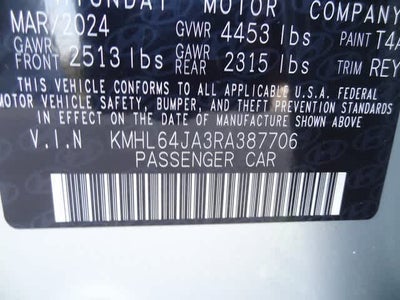 HYUNDAI MOTOR COMPANY
MAR/2024 GVWR 4453 lbs PAINT T4A
GAWR FRONT 2513 lbs GAWR REAR 2315 lbs TRIM REY
THIS VEHICLE CONFORMS TO ALL APPLICABLE U.S.A. FEDERAL
MOTOR VEHICLE SAFETY, BUMPER, AND THEFT PREVENTION STANDARDS
IN EFFECT ON THE DATE OF MANUFACTURE SHOWN ABOVE
V.I.N KMHL64JA3RA387706
PASSENGER CAR